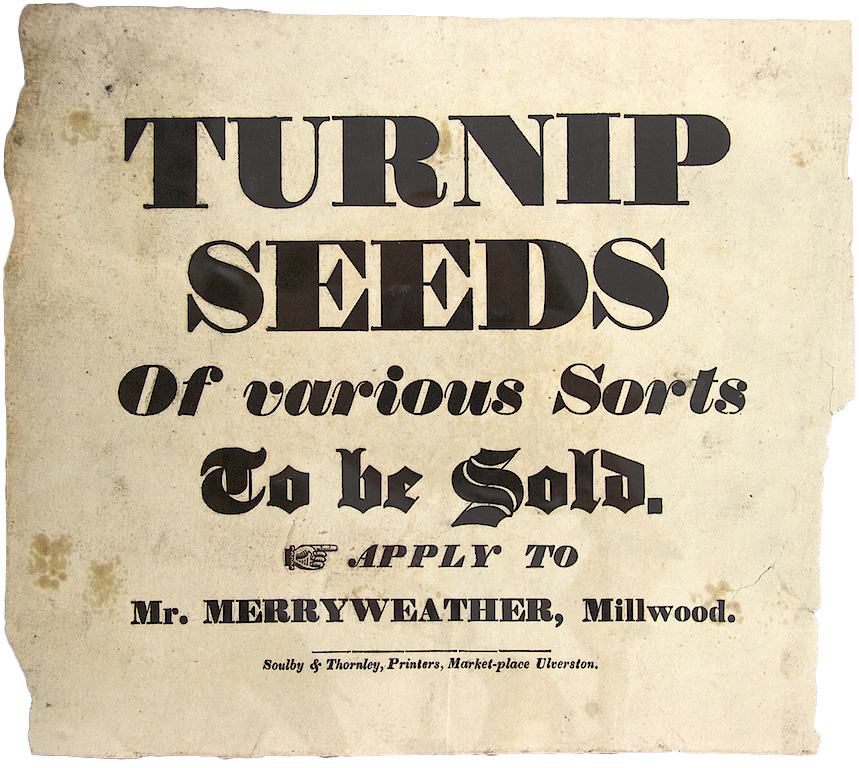 TURNIP
SEEDS
Of various Sorts
To be Sold.
☞ APPLY TO
Mr. MERRYWEATHER, Millwood.
Soulby & Thornley, Printers, Market-place Ulverston.